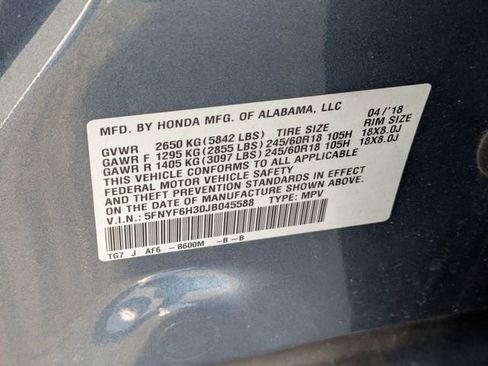 MFD. BY HONDA MFG. OF ALABAMA, LLC 04/'18
GVWR 2650 KG (5842 LBS) TIRE SIZE RIM SIZE
GAWR F 1295 KG (2855 LBS) 245/60R18 105H 18X8.0J
GAWR R 1405 KG (3097 LBS) 245/60R18 105H 18X8.0J
THIS VEHICLE CONFORMS TO ALL APPLICABLE
FEDERAL MOTOR VEHICLE SAFETY, BUMPER,
AND THEFT PREVENTION STANDARDS IN EFFECT
ON THE DATE OF MANUFACTURE SHOWN ABOVE.
V.I.N.: 5FNYF6H30JB045588 TYPE: MPV
TG7 J AF6 -B600M -B -B